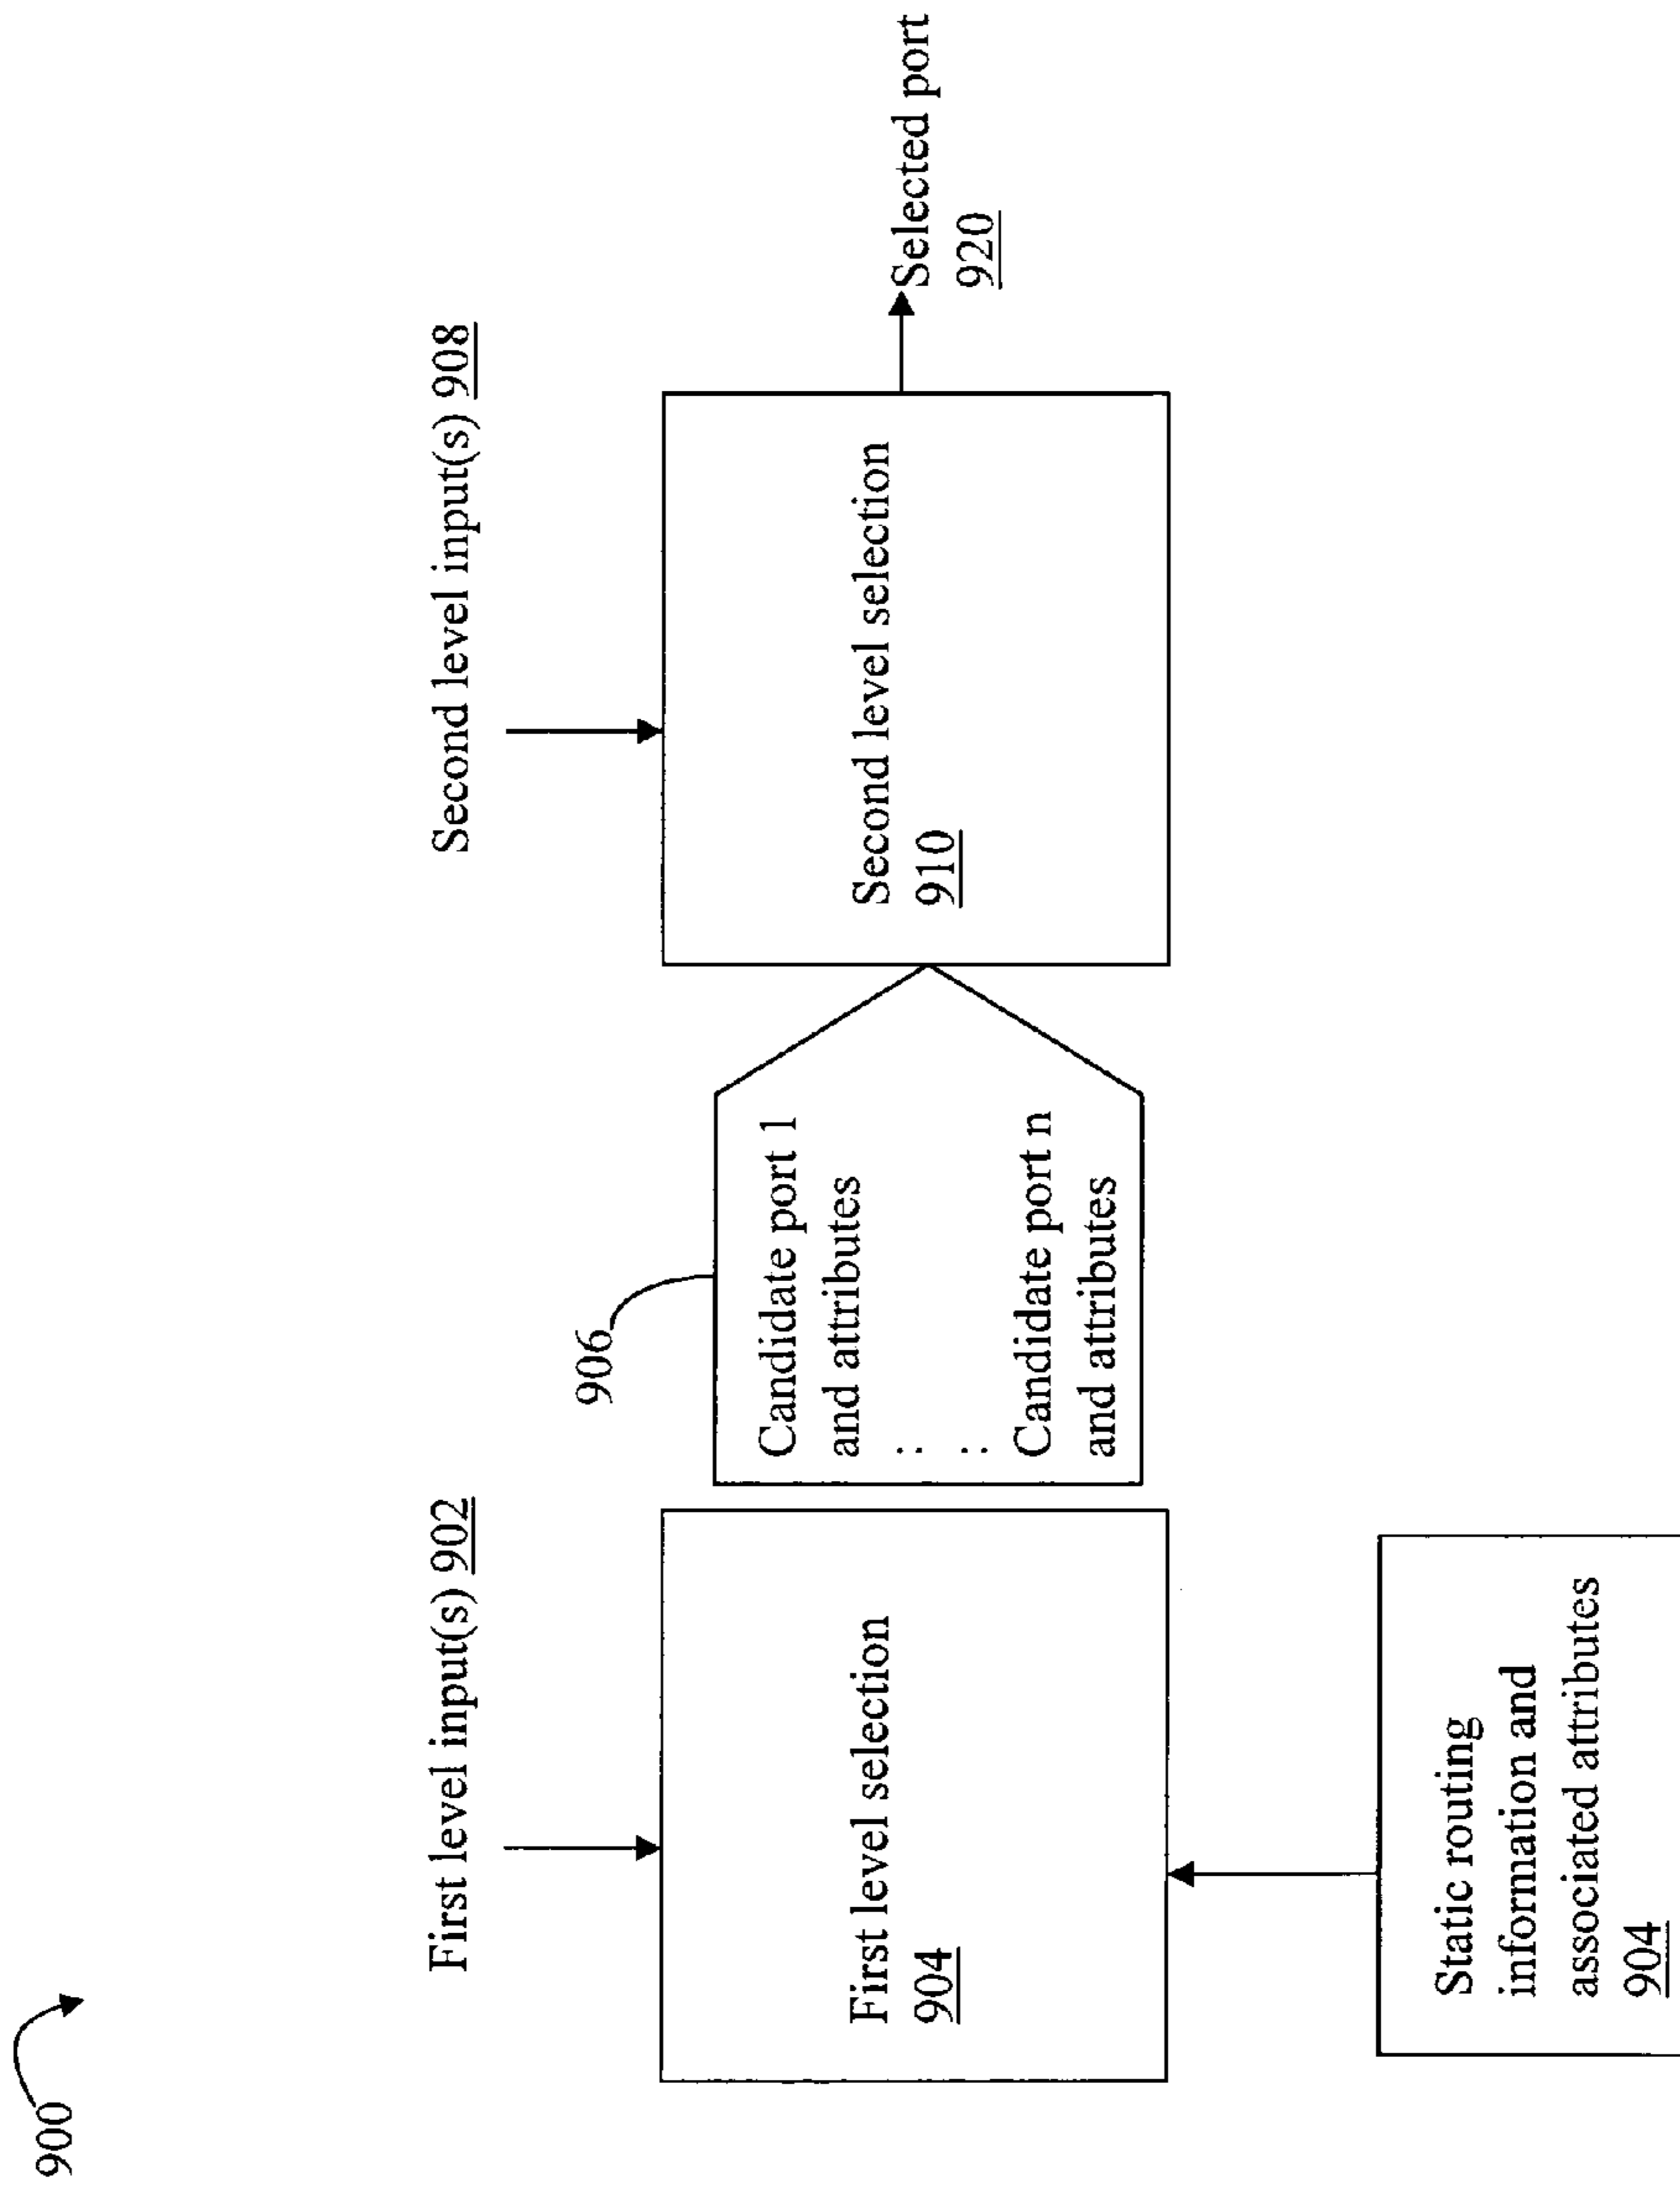 900
First level input(s) 902
Second level input(s) 908
906
First level selection
904
Candidate port 1
and attributes
: :
Candidate port n
and attributes
Second level selection
910
Selected port
920
Static routing
information and
associated attributes
904